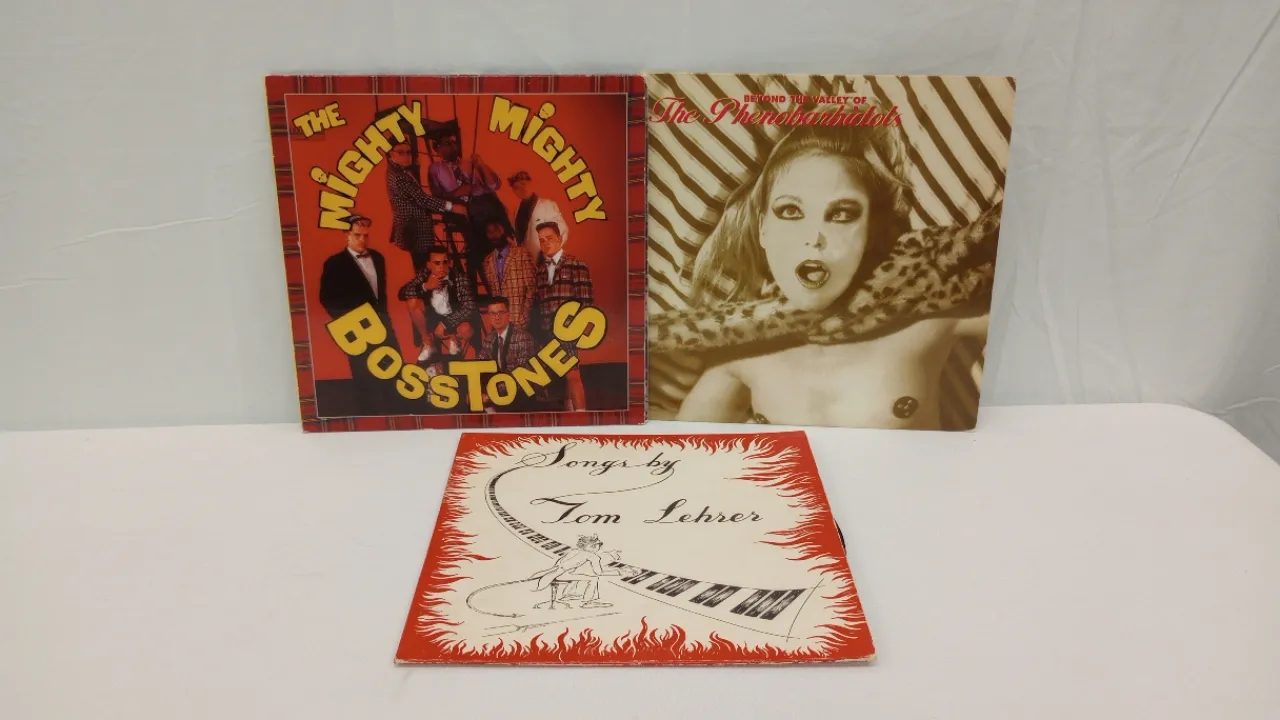 THE
MiGHTY
MiGHTY
BOSSTONES
BEYOND THE VALLEY OF
The Phenobarbidols
Songs by
Tom Lehrer